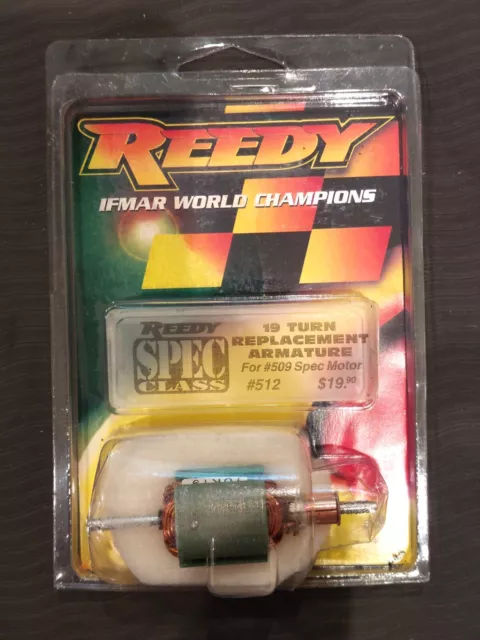 REEDY
IFMAR WORLD CHAMPIONS
REEDY
SPEC
CLASS
19 TURN
REPLACEMENT
ARMATURE
For #509 Spec Motor
#512 $19.90